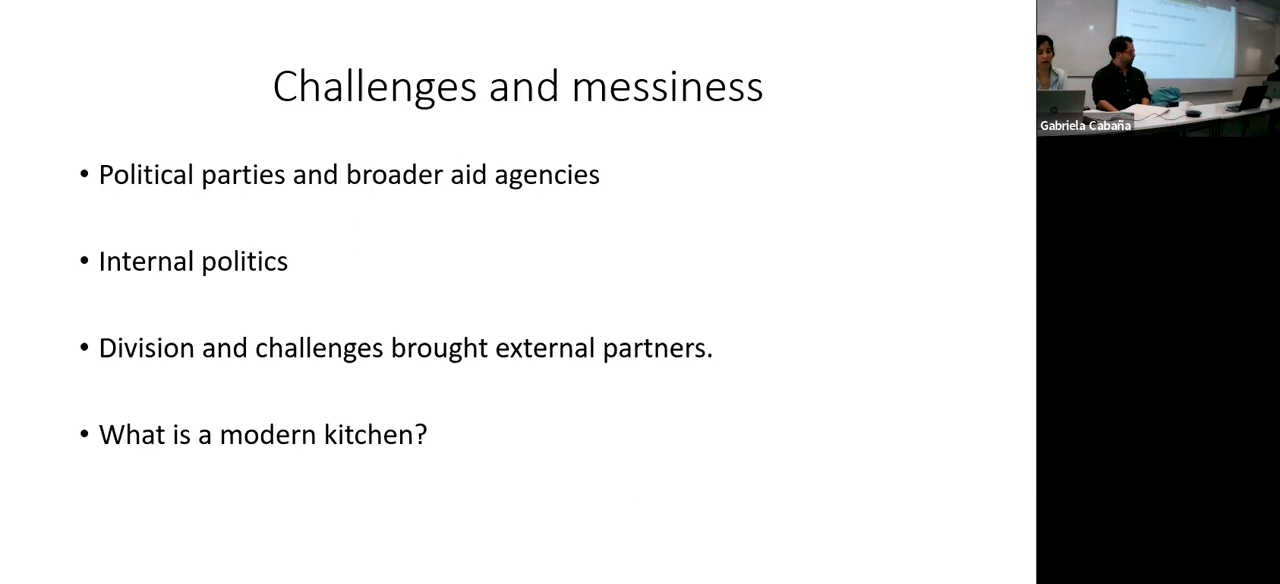 Challenges and messiness
• Political parties and broader aid agencies
• Internal politics
• Division and challenges brought external partners.
• What is a modern kitchen?
Gabriela Cabaña